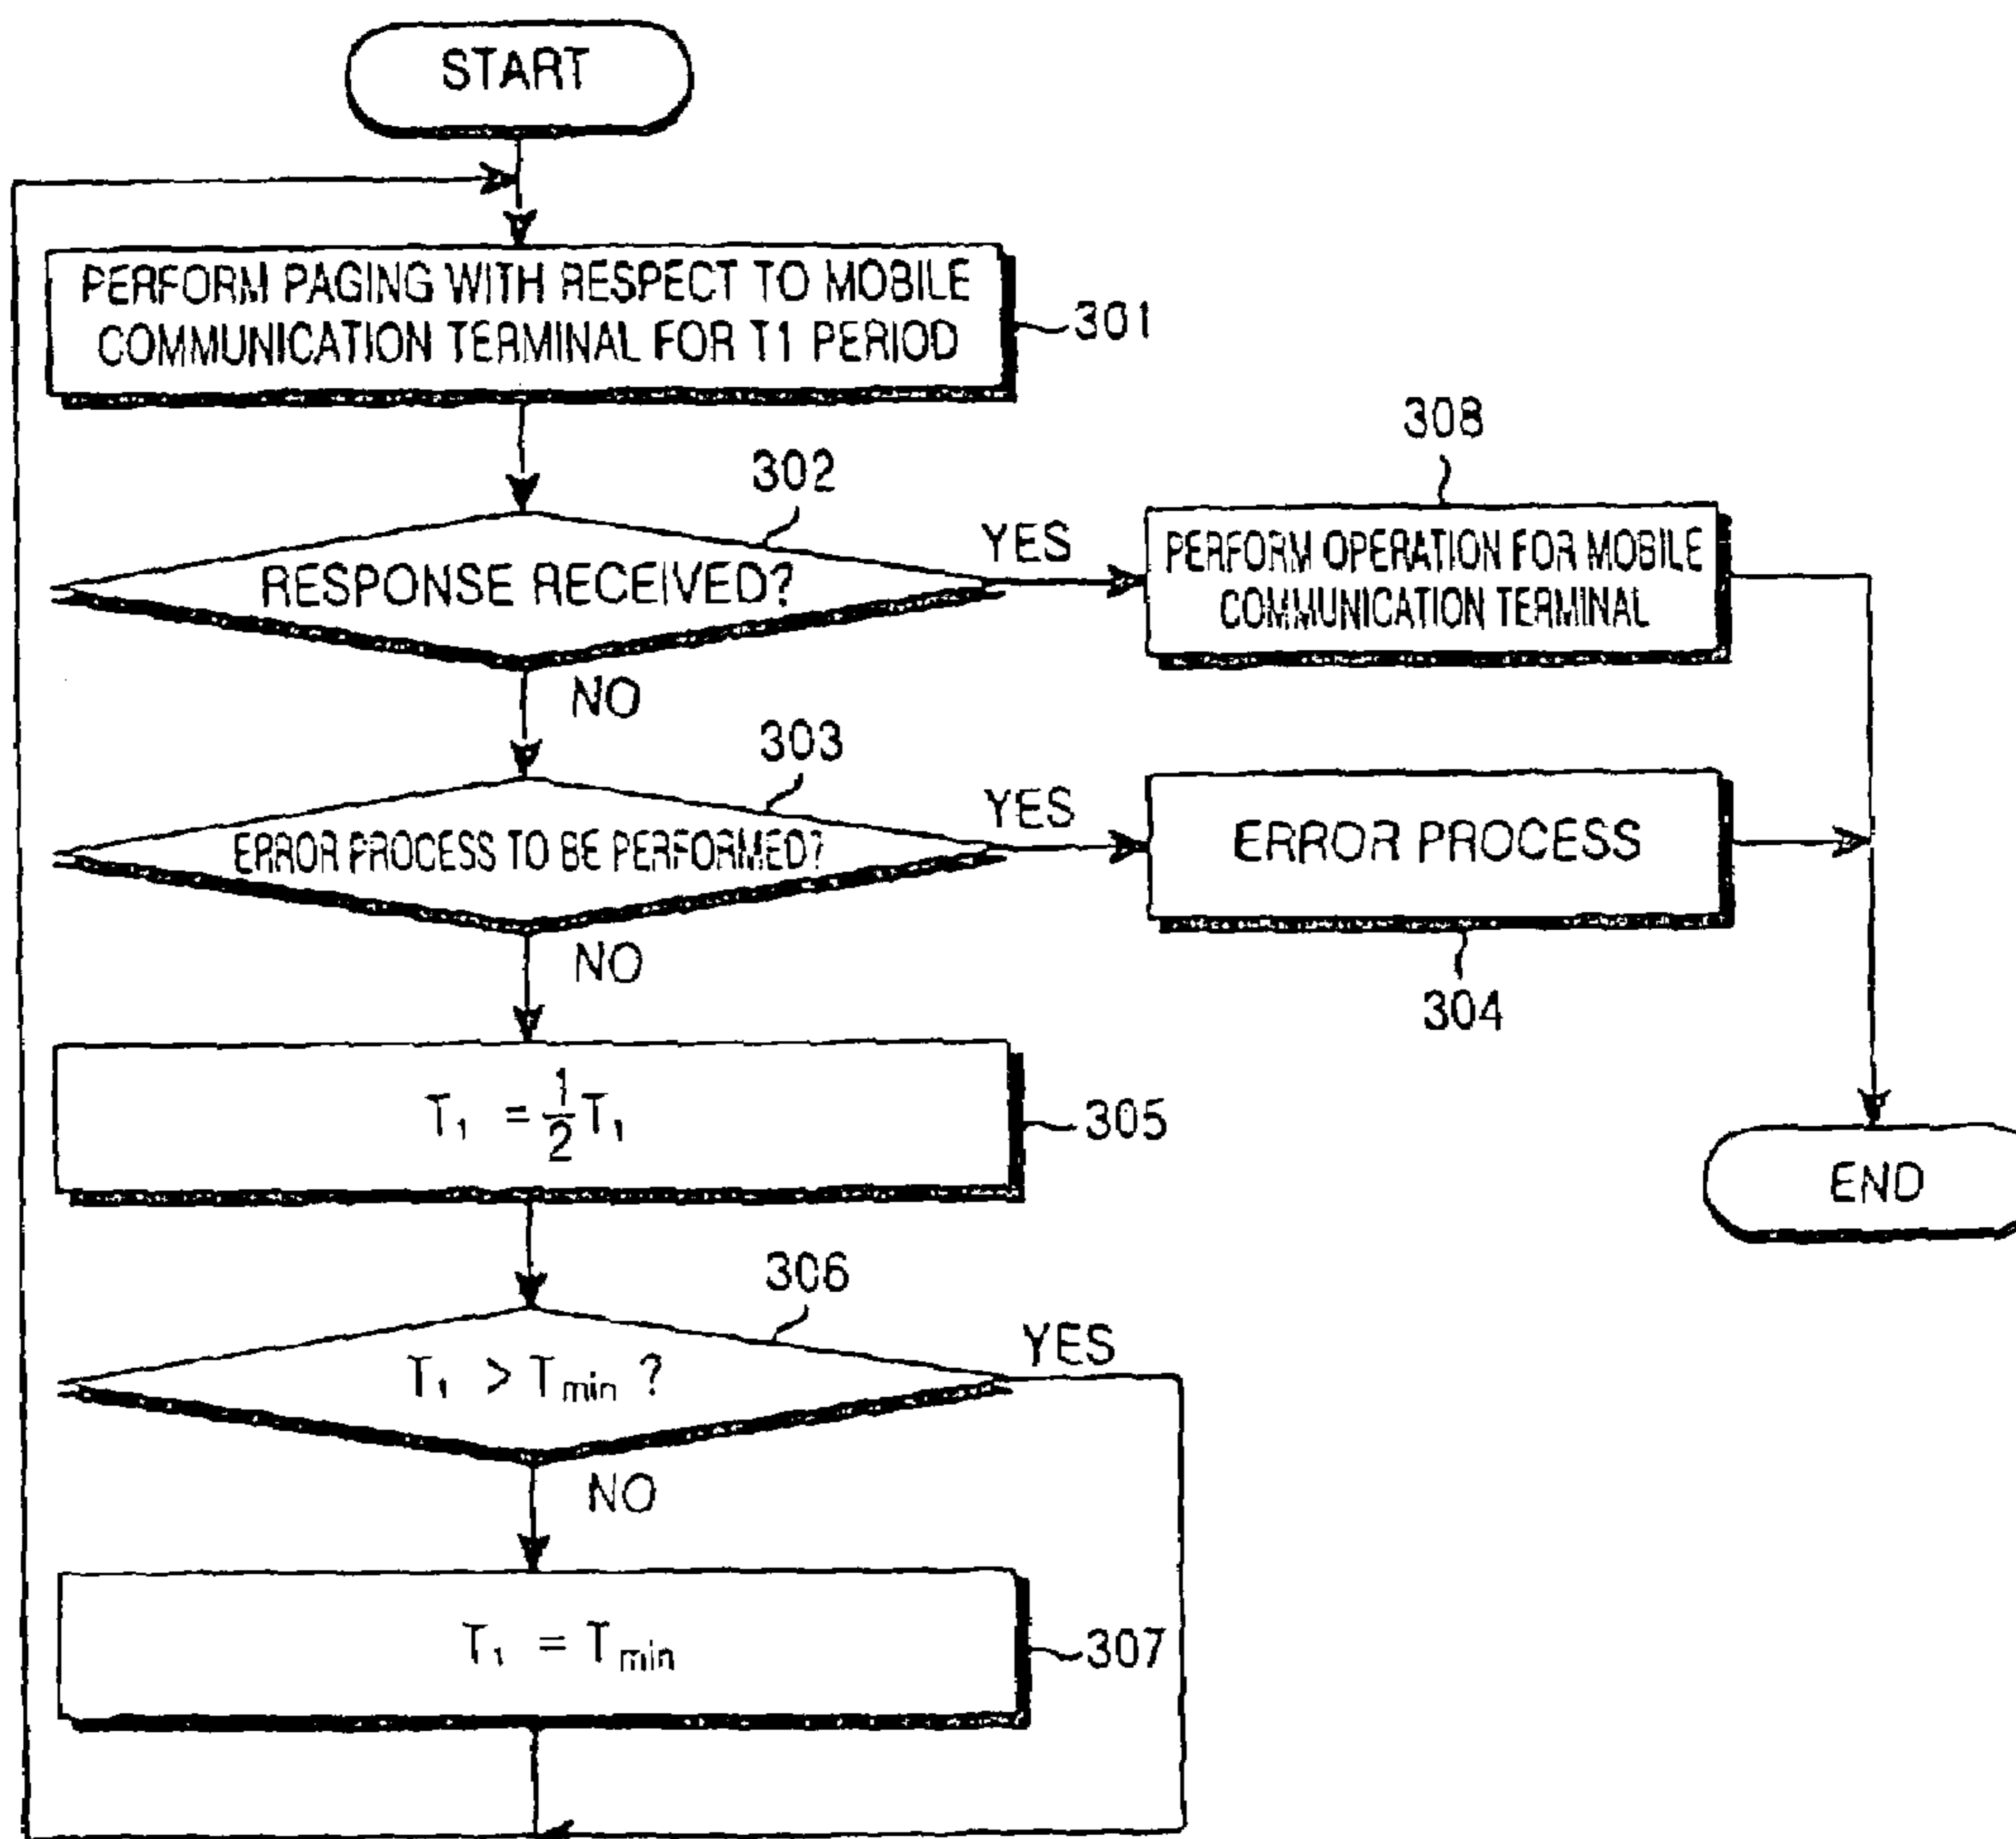 START
PERFORM PAGING WITH RESPECT TO MOBILE
COMMUNICATION TERMINAL FOR T1 PERIOD
301
302
RESPONSE RECEIVED?
YES
308
PERFORM OPERATION FOR MOBILE
COMMUNICATION TERMINAL
NO
303
ERROR PROCESS TO BE PERFORMED?
YES
ERROR PROCESS
304
NO
T₁ = 1/2 T₁
305
END
306
T₁ > Tmin ?
YES
NO
T₁ = Tmin
307